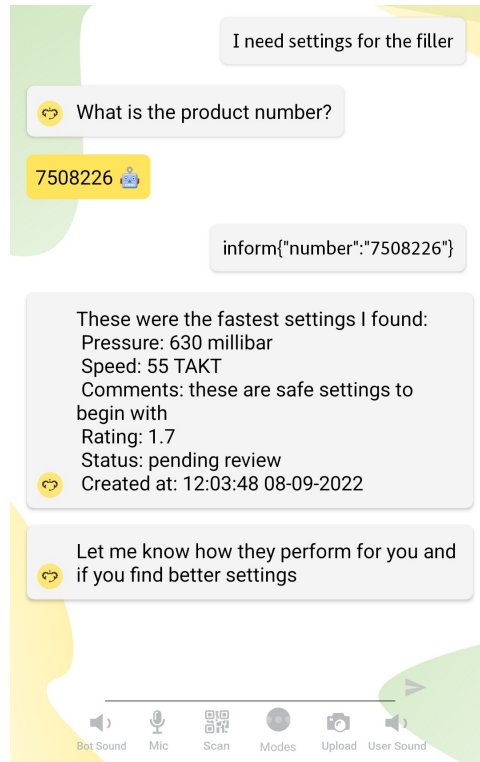 I need settings for the filler
What is the product number?
7508226 🤖
inform{"number":"7508226"}
These were the fastest settings I found:
Pressure: 630 millibar
Speed: 55 TAKT
Comments: these are safe settings to
begin with
Rating: 1.7
Status: pending review
Created at: 12:03:48 08-09-2022
Let me know how they perform for you and
if you find better settings
Bot Sound Mic Scan Modes Upload User Sound